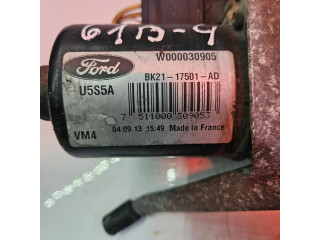 61B-4
W000030905
Ford
BK21-17501-AD
U5S5A
7 511000 309053
VM4
04.09.13 15:49 Made in France